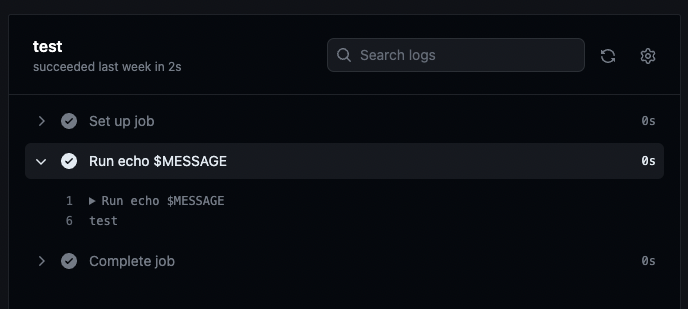 test
succeeded last week in 2s
Search logs
Set up job 0s
Run echo $MESSAGE 0s
1 Run echo $MESSAGE
6 test
Complete job 0s